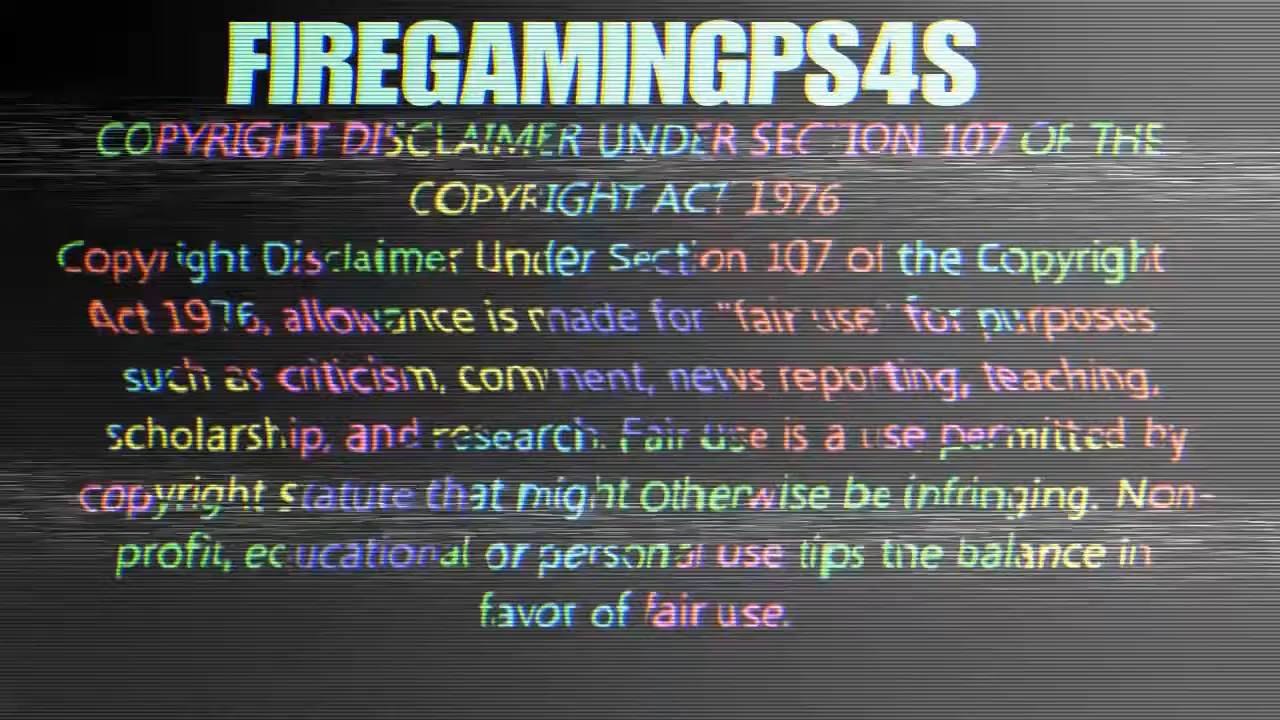 FIREGAMINGPS4S
COPYRIGHT DISCLAIMER UNDER SECTION 107 OF THE
COPYRIGHT ACT 1976
Copyright Disclaimer Under Section 107 of the Copyright
Act 1976, allowance is made for "fair use" for purposes
such as criticism, comment, news reporting, teaching,
scholarship, and research. Fair use is a use permitted by
copyright statute that might otherwise be infringing. Non-
profit, educational or personal use tips the balance in
favor of fair use.